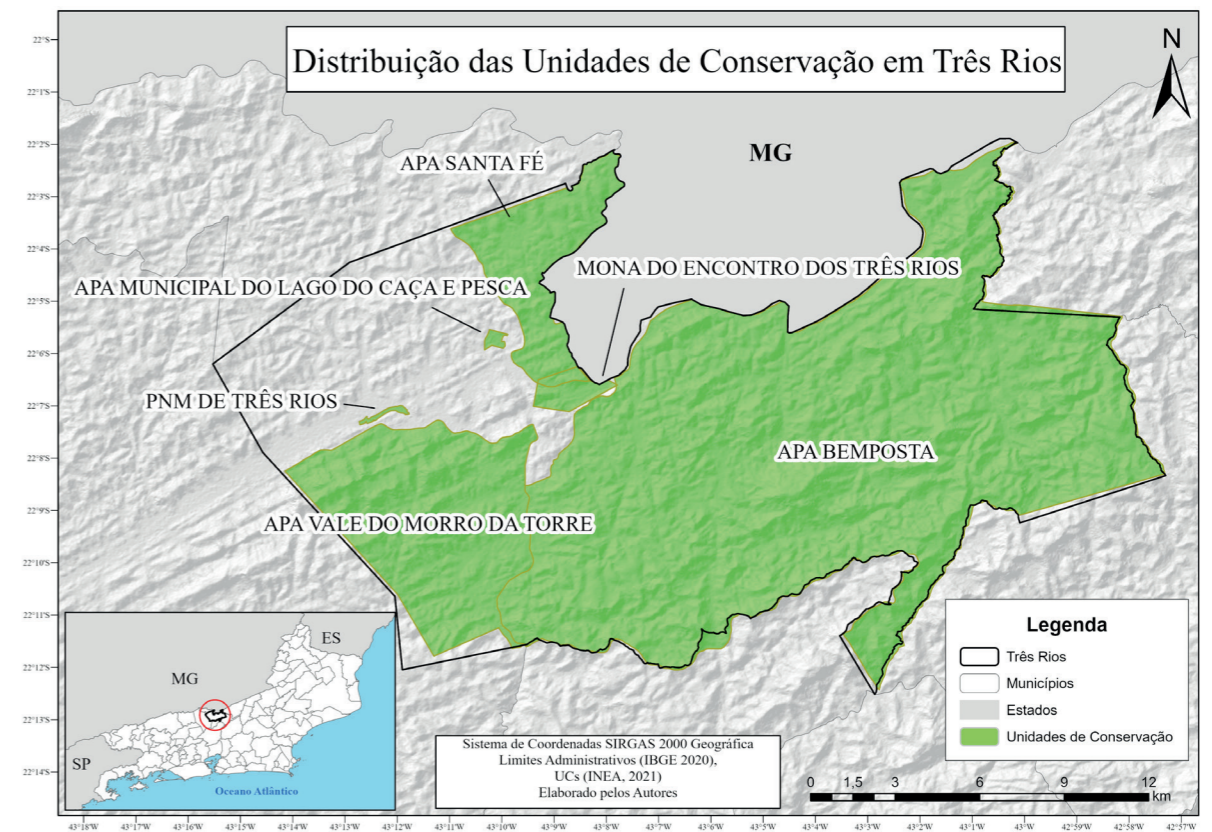 Distribuição das Unidades de Conservação em Três Rios
N
22°S
22°1'S
22°2'S
22°3'S
22°4'S
22°5'S
22°6'S
22°7'S
22°8'S
22°9'S
22°10'S
22°11'S
22°12'S
22°13'S
22°14'S
MG
APA SANTA FÉ
MONA DO ENCONTRO DOS TRÊS RIOS
APA MUNICIPAL DO LAGO DO CAÇA E PESCA
PNM DE TRÊS RIOS
APA BEMPOSTA
APA VALE DO MORRO DA TORRE
ES
MG
SP
Oceano Atlântico
Sistema de Coordenadas SIRGAS 2000 Geográfica
Limites Administrativos (IBGE 2020),
UCs (INEA, 2021)
Elaborado pelos Autores
Legenda
Três Rios
Municípios
Estados
Unidades de Conservação
0 1,5 3 6 9 12
km
43°18'W 43°17'W 43°16'W 43°15'W 43°14'W 43°13'W 43°12'W 43°11'W 43°10'W 43°9'W 43°8'W 43°7'W 43°6'W 43°5'W 43°4'W 43°3'W 43°2'W 43°1'W 43°W 42°59'W 42°58'W 42°57'W